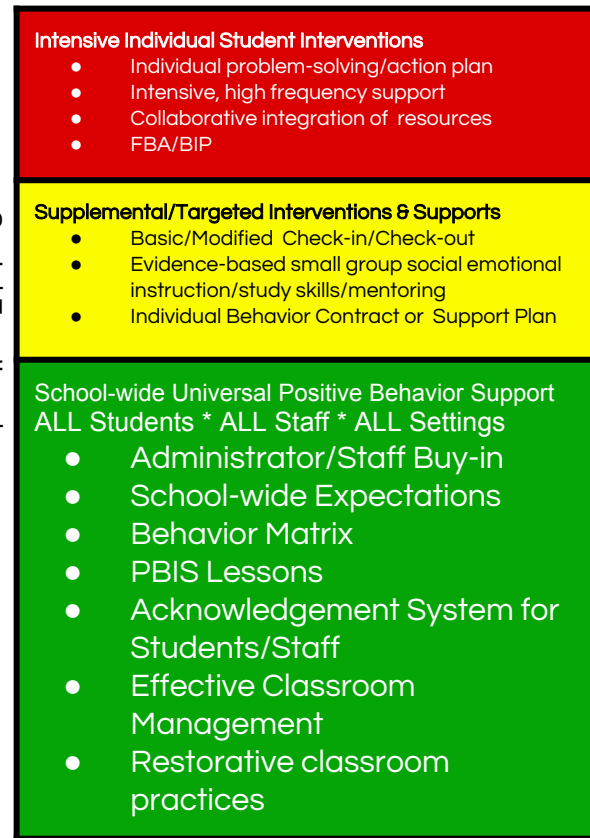 Intensive Individual Student Interventions
● Individual problem-solving/action plan
● Intensive, high frequency support
● Collaborative integration of resources
● FBA/BIP
Supplemental/Targeted Interventions & Supports
● Basic/Modified Check-in/Check-out
● Evidence-based small group social emotional
instruction/study skills/mentoring
● Individual Behavior Contract or Support Plan
School-wide Universal Positive Behavior Support
ALL Students * ALL Staff * ALL Settings
● Administrator/Staff Buy-in
● School-wide Expectations
● Behavior Matrix
● PBIS Lessons
● Acknowledgement System for
Students/Staff
● Effective Classroom
Management
● Restorative classroom
practices